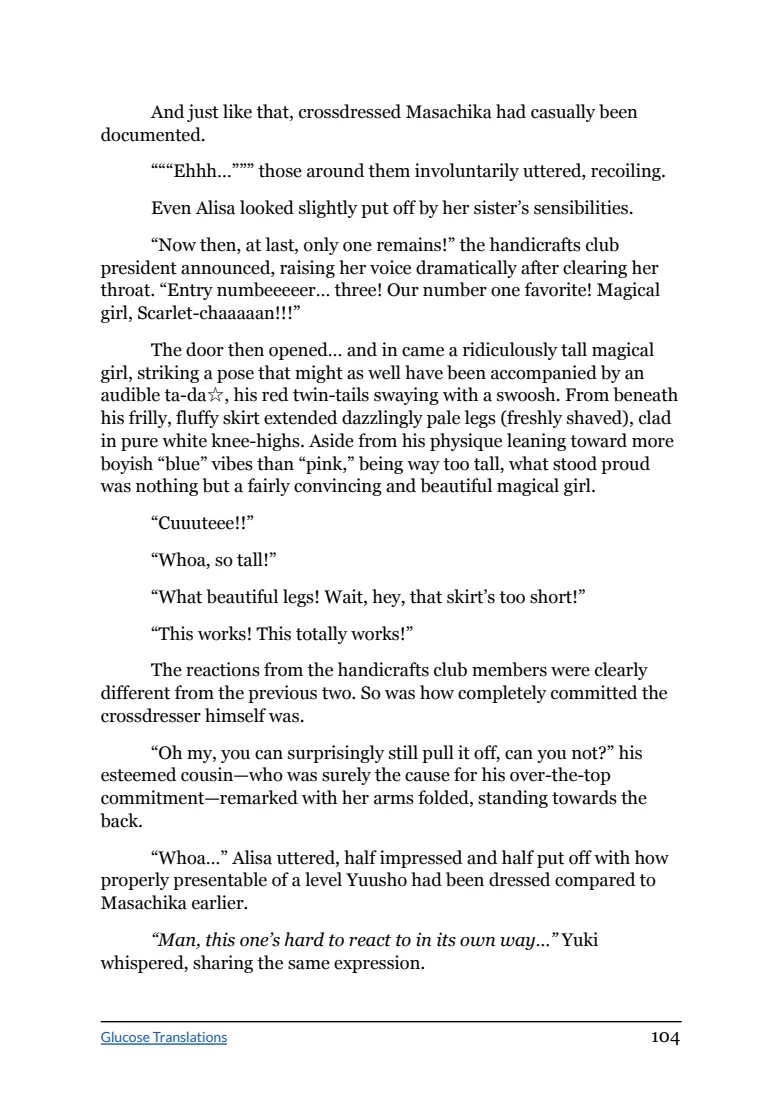 And just like that, crossdressed Masachika had casually been
documented.
“““Ehhh…””” those around them involuntarily uttered, recoiling.
Even Alisa looked slightly put off by her sister’s sensibilities.
“Now then, at last, only one remains!” the handicrafts club
president announced, raising her voice dramatically after clearing her
throat. “Entry numbeeeeer… three! Our number one favorite! Magical
girl, Scarlet-chaaaaan!!!”
The door then opened… and in came a ridiculously tall magical
girl, striking a pose that might as well have been accompanied by an
audible ta-da☆, his red twin-tails swaying with a swoosh. From beneath
his frilly, fluffy skirt extended dazzlingly pale legs (freshly shaved), clad
in pure white knee-highs. Aside from his physique leaning toward more
boyish “blue” vibes than “pink,” being way too tall, what stood proud
was nothing but a fairly convincing and beautiful magical girl.
“Cuuuteee!!”
“Whoa, so tall!”
“What beautiful legs! Wait, hey, that skirt’s too short!”
“This works! This totally works!”
The reactions from the handicrafts club members were clearly
different from the previous two. So was how completely committed the
crossdresser himself was.
“Oh my, you can surprisingly still pull it off, can you not?” his
esteemed cousin—who was surely the cause for his over-the-top
commitment—remarked with her arms folded, standing towards the
back.
“Whoa…” Alisa uttered, half impressed and half put off with how
properly presentable of a level Yuusho had been dressed compared to
Masachika earlier.
“Man, this one’s hard to react to in its own way…” Yuki
whispered, sharing the same expression.
Glucose Translations
104